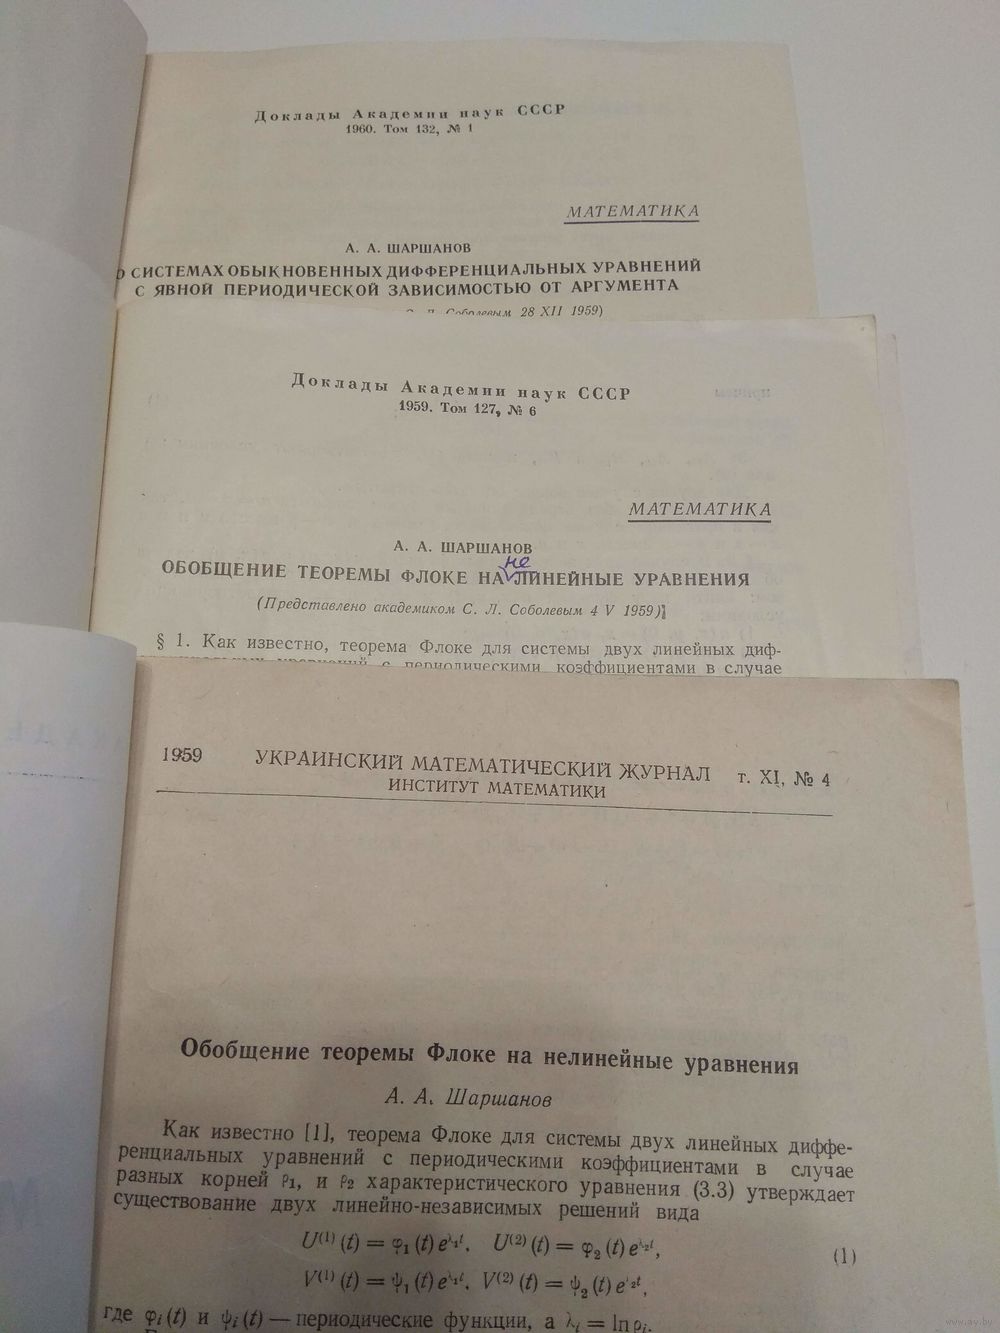 Доклады Академии наук СССР
1960. Том 132, № 1
МАТЕМАТИКА
А. А. ШАРШАНОВ
О СИСТЕМАХ ОБЫКНОВЕННЫХ ДИФФЕРЕНЦИАЛЬНЫХ УРАВНЕНИЙ
С ЯВНОЙ ПЕРИОДИЧЕСКОЙ ЗАВИСИМОСТЬЮ ОТ АРГУМЕНТА
Соболевым 28 XII 1959)
Доклады Академии наук СССР
1959. Том 127, № 6
МАТЕМАТИКА
А. А. ШАРШАНОВ
не
ОБОБЩЕНИЕ ТЕОРЕМЫ ФЛОКЕ НА ЛИНЕЙНЫЕ УРАВНЕНИЯ
(Представлено академиком С. Л. Соболевым 4 V 1959)
§ 1. Как известно, теорема Флоке для системы двух линейных диф-
уравнений с периодическими коэффициентами в случае
1959 УКРАИНСКИЙ МАТЕМАТИЧЕСКИЙ ЖУРНАЛ т. XI, № 4
ИНСТИТУТ МАТЕМАТИКИ
Обобщение теоремы Флоке на нелинейные уравнения
А. А. Шаршанов
Как известно [1], теорема Флоке для системы двух линейных диффе-
ренциальных уравнений с периодическими коэффициентами в случае
разных корней ρ₁, и ρ₂ характеристического уравнения (3.3) утверждает
существование двух линейно-независимых решений вида
U⁽¹⁾ (t) = φ₁ (t) e^λ₁t, U⁽²⁾ (t) = φ₂ (t) e^λ₂t,
(1)
V⁽¹⁾ (t) = ψ₁ (t) e^λ₁t, V⁽²⁾ (t) = ψ₂ (t) e^λ₂t,
где φᵢ (t) и ψᵢ (t) — периодические функции, а λᵢ = ln ρᵢ.
www.ay.by